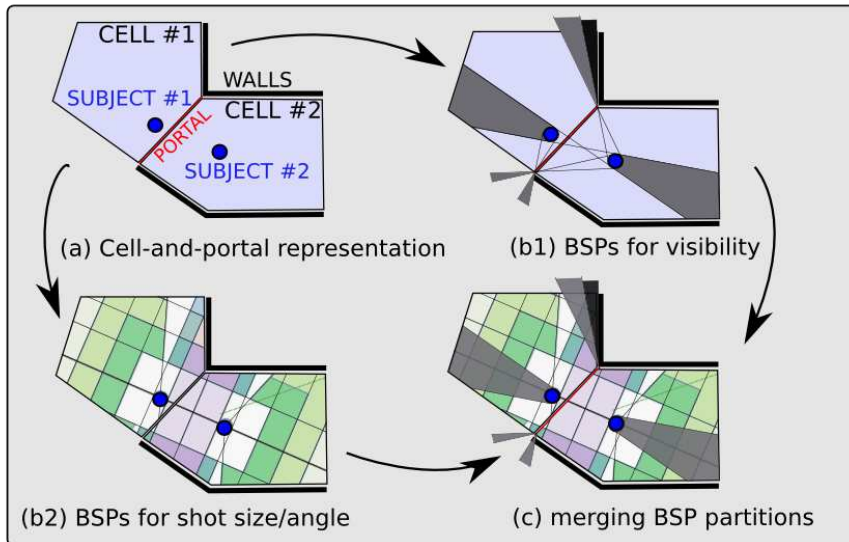 CELL #1
WALLS
SUBJECT #1
CELL #2
PORTAL
SUBJECT #2
(a) Cell-and-portal representation
(b1) BSPs for visibility
(b2) BSPs for shot size/angle
(c) merging BSP partitions